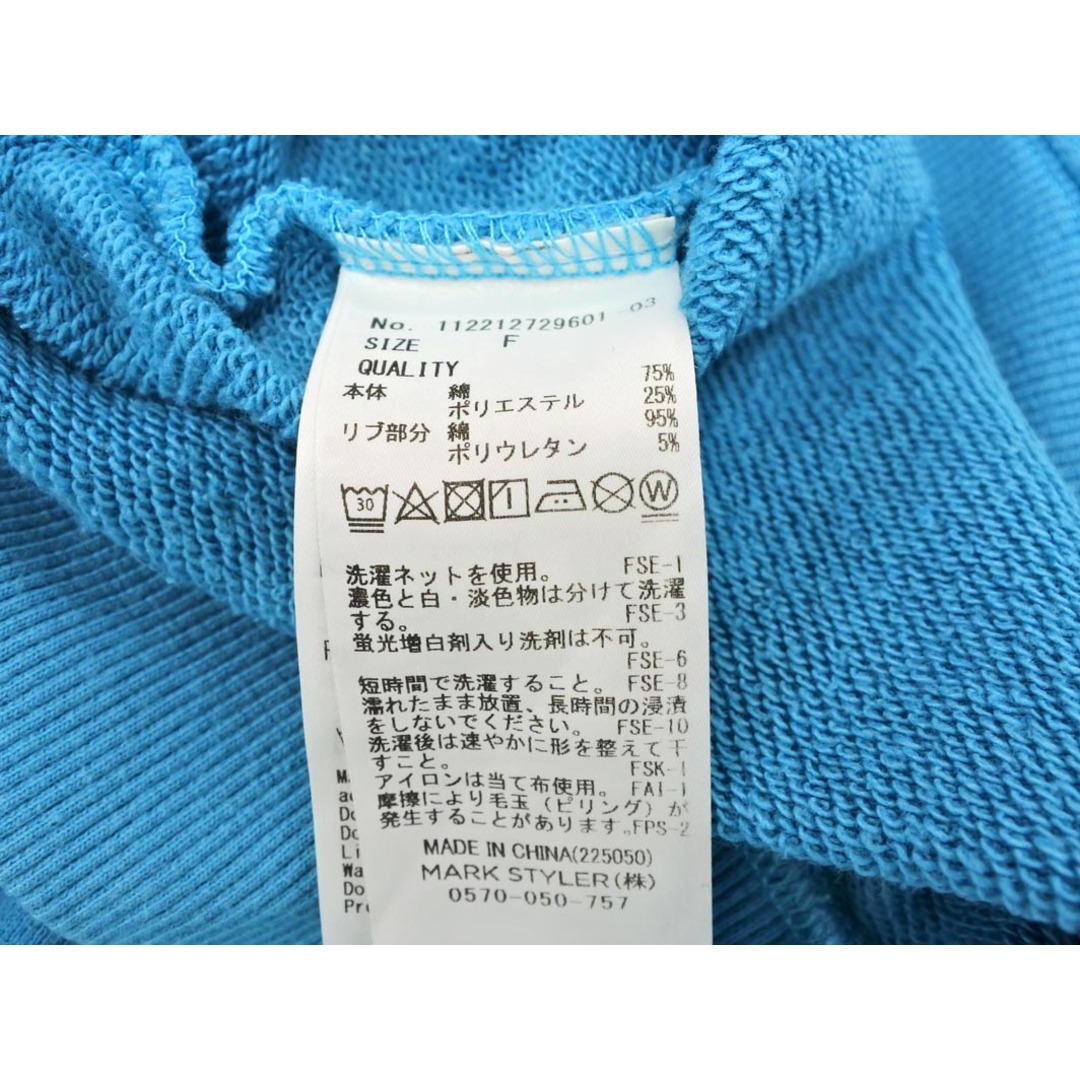 No. 112212729601-03
SIZE F
QUALITY
本体 綿 75%
ポリエステル 25%
リブ部分 綿 95%
ポリウレタン 5%
30 W
洗濯ネットを使用。 FSE-1
濃色と白・淡色物は分けて洗濯
する。 FSE-3
蛍光増白剤入り洗剤は不可。
FSE-6
短時間で洗濯すること。 FSE-8
濡れたまま放置、長時間の浸漬
をしないでください。 FSE-10
洗濯後は速やかに形を整えて干
すこと。 FSK-1
アイロンは当て布使用。 FAI-1
摩擦により毛玉(ピリング)が
発生することがあります。FPS-2
MADE IN CHINA(225050)
MARK STYLER(株)
0570-050-757